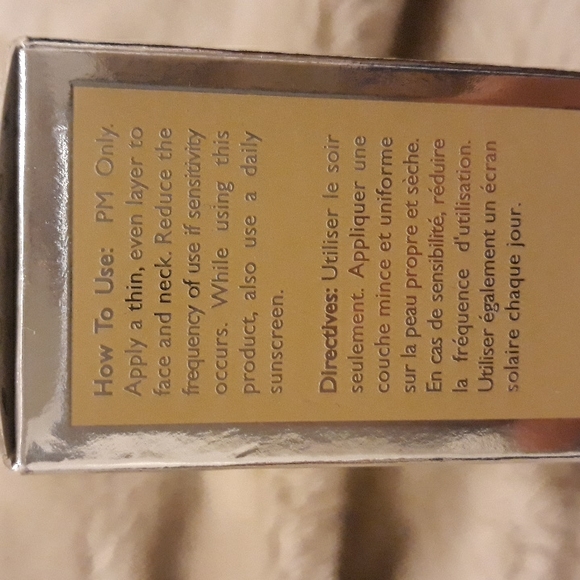 How To Use: PM Only.
Apply a thin, even layer to
face and neck. Reduce the
frequency of use if sensitivity
occurs. While using this
product, also use a daily
sunscreen.
Directives: Utiliser le soir
seulement. Appliquer une
couche mince et uniforme
sur la peau propre et sèche.
En cas de sensibilité, réduire
la fréquence d'utilisation.
Utiliser également un écran
solaire chaque jour.